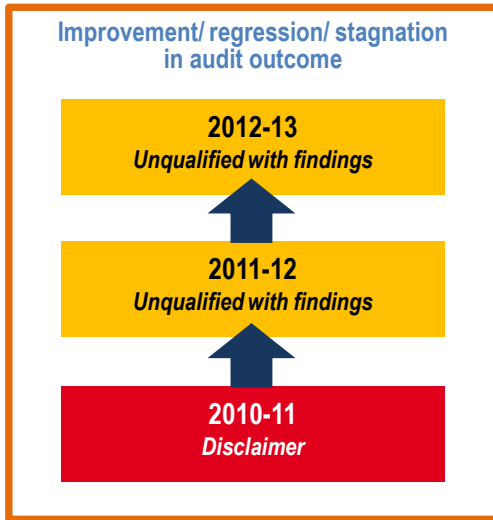 Improvement/ regression/ stagnation
in audit outcome
2012-13
Unqualified with findings
2011-12
Unqualified with findings
2010-11
Disclaimer